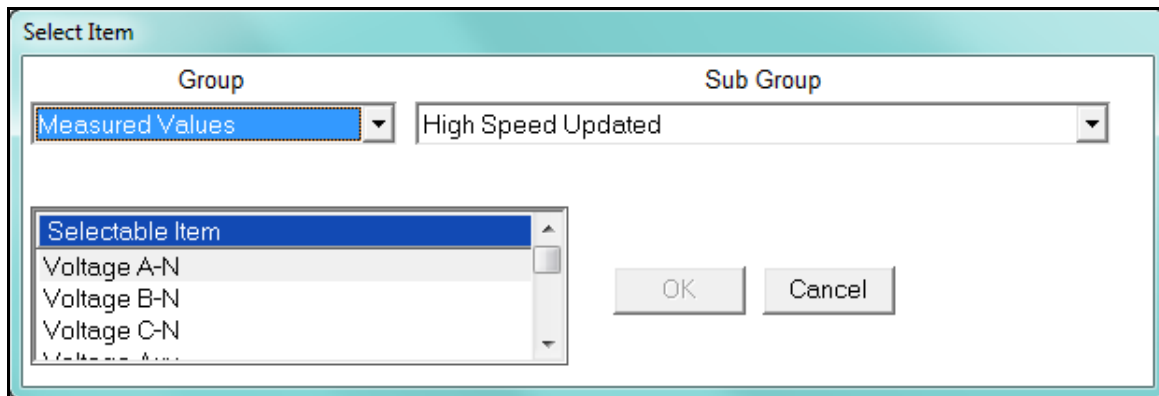 Select Item
Group
Sub Group
Measured Values
High Speed Updated
Selectable Item
Voltage A-N
Voltage B-N
Voltage C-N
OK
Cancel